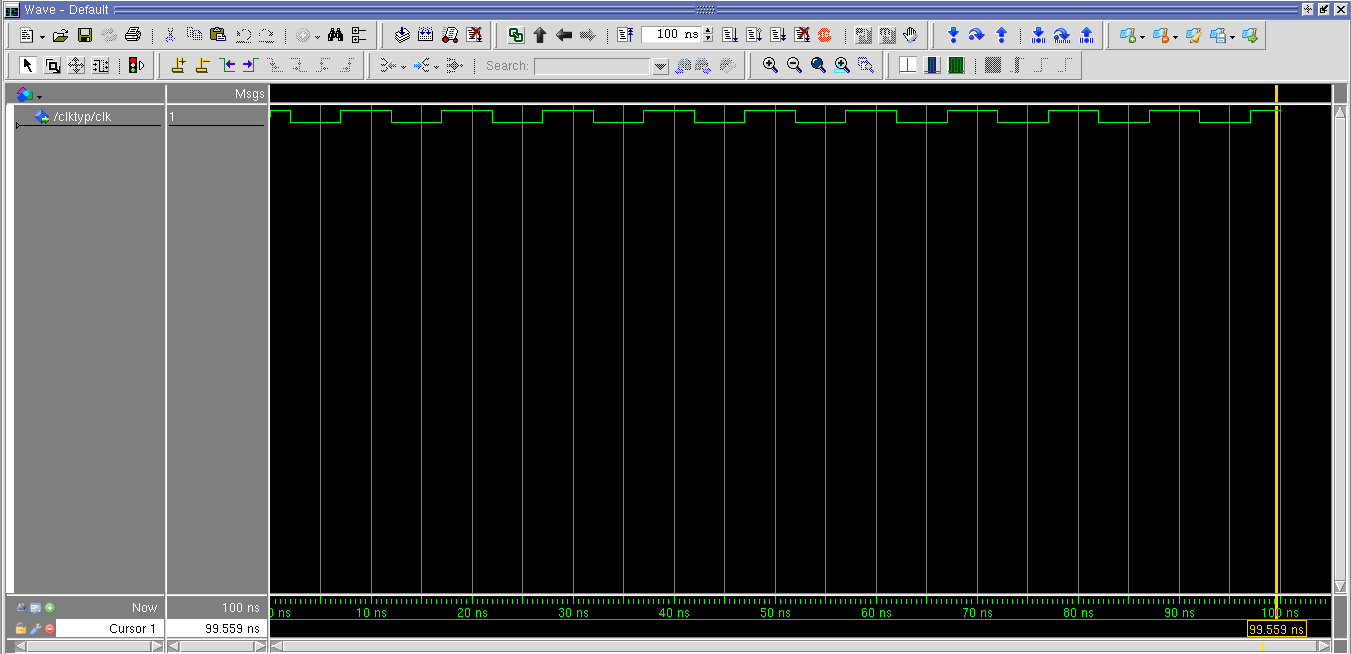 Wave - Default
100 ns
Search:
Msgs
/clktyp/clk
1
Now
100 ns
0 ns
10 ns
20 ns
30 ns
40 ns
50 ns
60 ns
70 ns
80 ns
90 ns
100 ns
Cursor 1
99.559 ns
99.559 ns